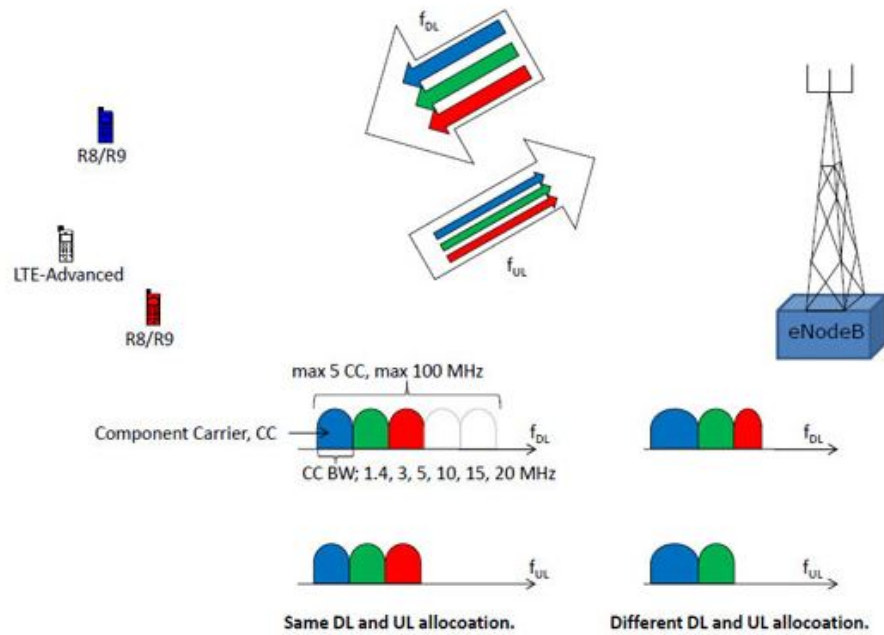 fDL
R8/R9
LTE-Advanced
R8/R9
fUL
eNodeB
max 5 CC, max 100 MHz
Component Carrier, CC
fDL
fDL
CC BW; 1.4, 3, 5, 10, 15, 20 MHz
fUL
fUL
Same DL and UL allocoation.
Different DL and UL allocoation.